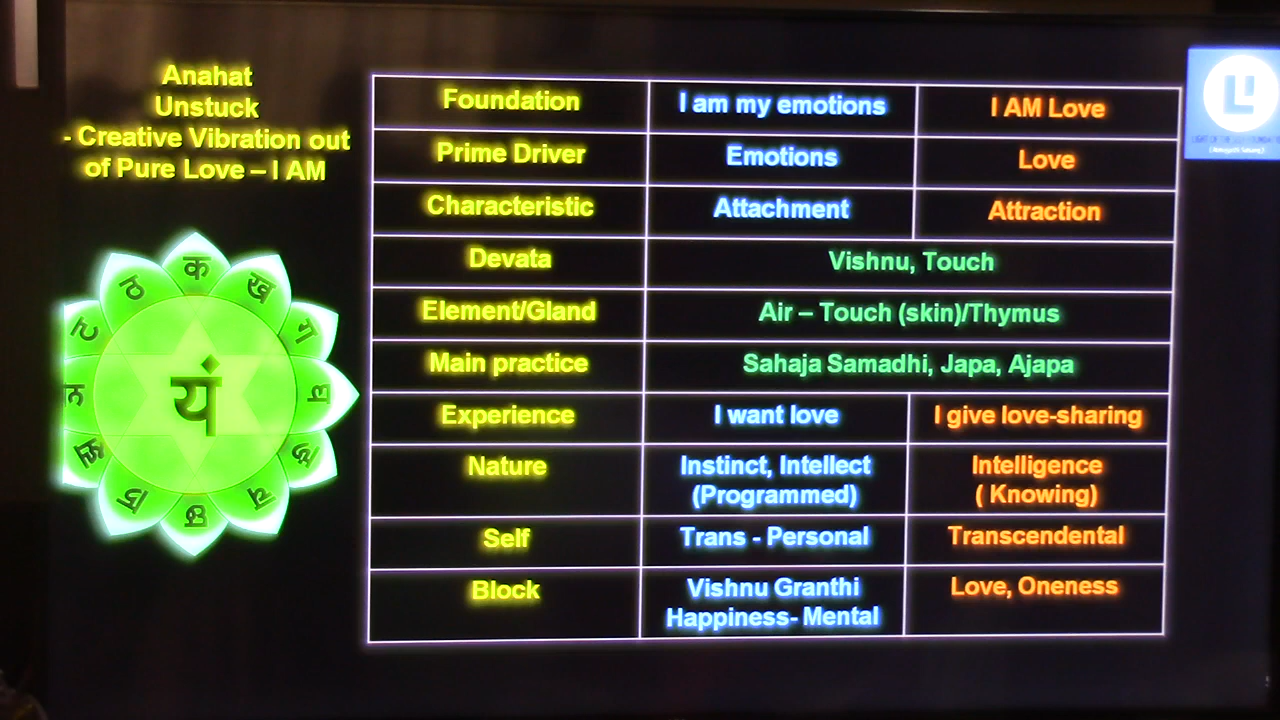 Anahat
Unstuck
- Creative Vibration out
of Pure Love – I AM
क
ख
ग
ठ
यं
Foundation I am my emotions I AM Love
Prime Driver Emotions Love
Characteristic Attachment Attraction
Devata Vishnu, Touch
Element/Gland Air – Touch (skin)/Thymus
Main practice Sahaja Samadhi, Japa, Ajapa
Experience I want love I give love-sharing
Nature Instinct, Intellect Intelligence
(Programmed) ( Knowing)
Self Trans - Personal Transcendental
Block Vishnu Granthi Love, Oneness
Happiness- Mental